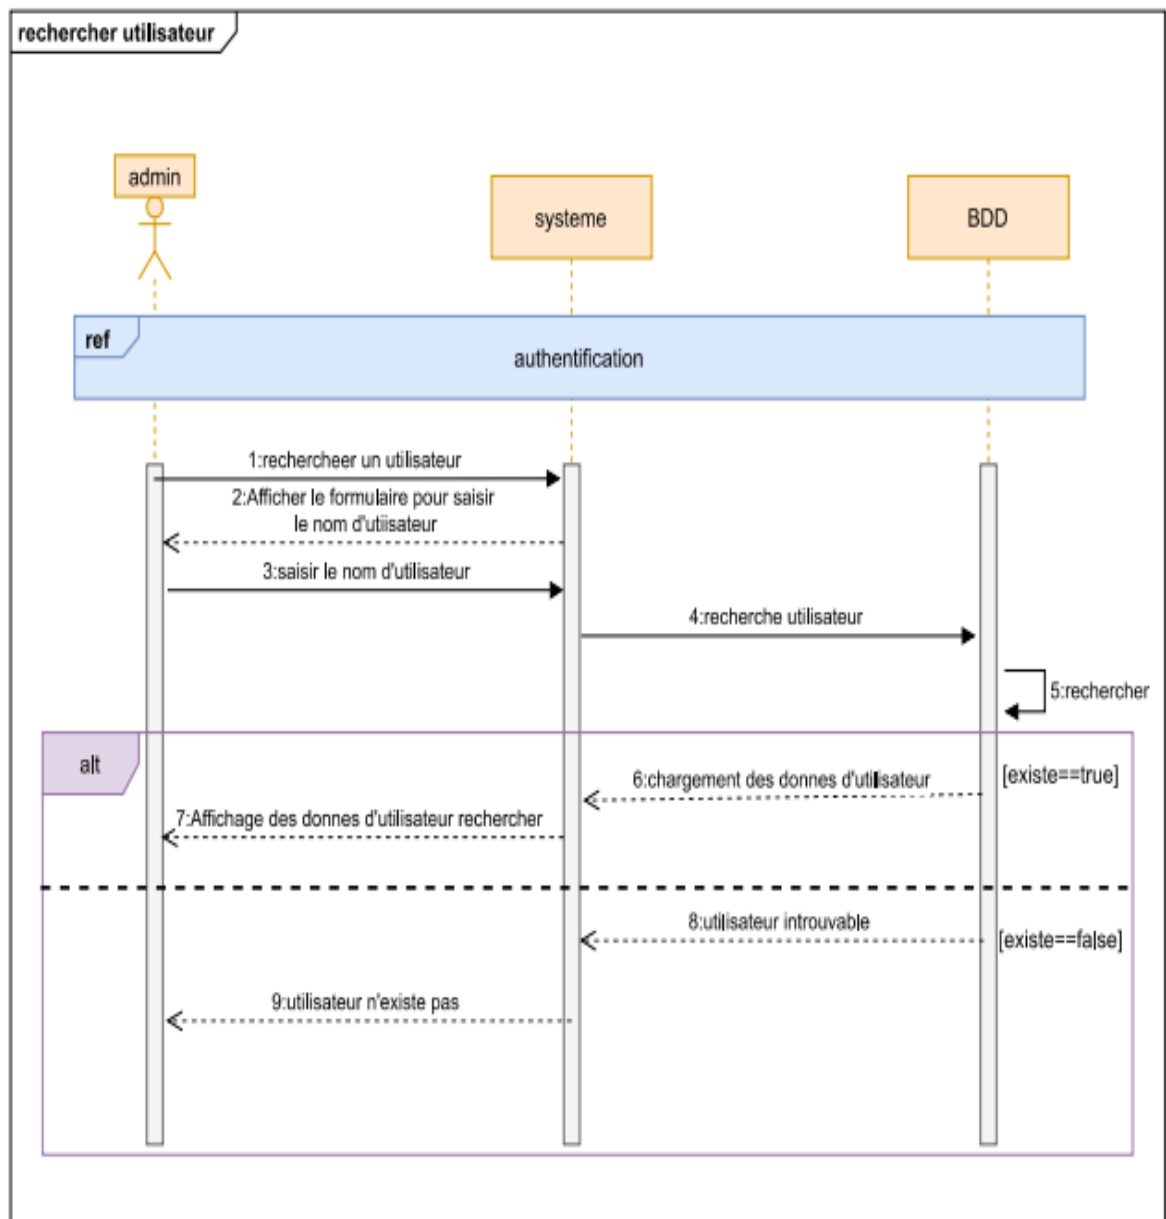 rechercher utilisateur
admin
systeme
BDD
ref
authentification
1:rechercheer un utilisateur
2:Afficher le formulaire pour saisir
le nom d'utiisateur
3:saisir le nom d'utilisateur
4:recherche utilisateur
5:rechercher
alt
[existe==true]
6:chargement des donnes d'utilisateur
7:Affichage des donnes d'utilisateur rechercher
8:utilisateur introuvable
[existe==false]
9:utilisateur n'existe pas